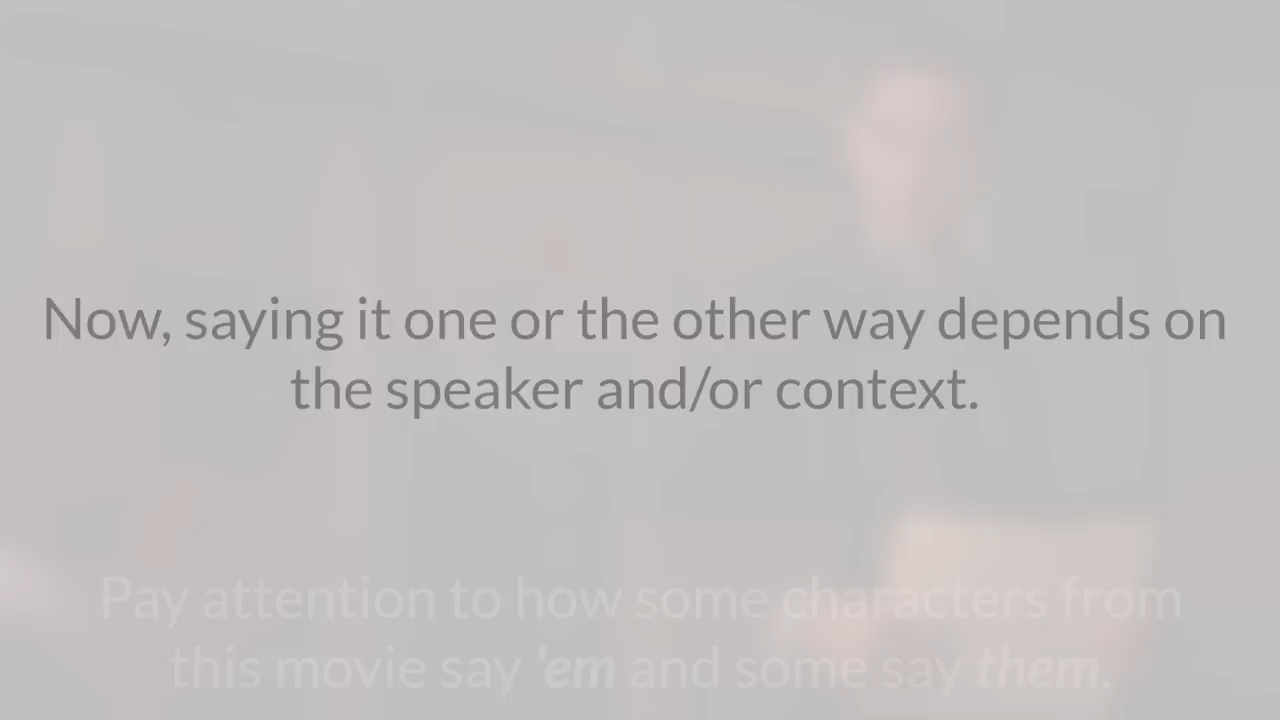 Now, saying it one or the other way depends on
the speaker and/or context.
Pay attention to how some characters from
this movie say 'em and some say them.